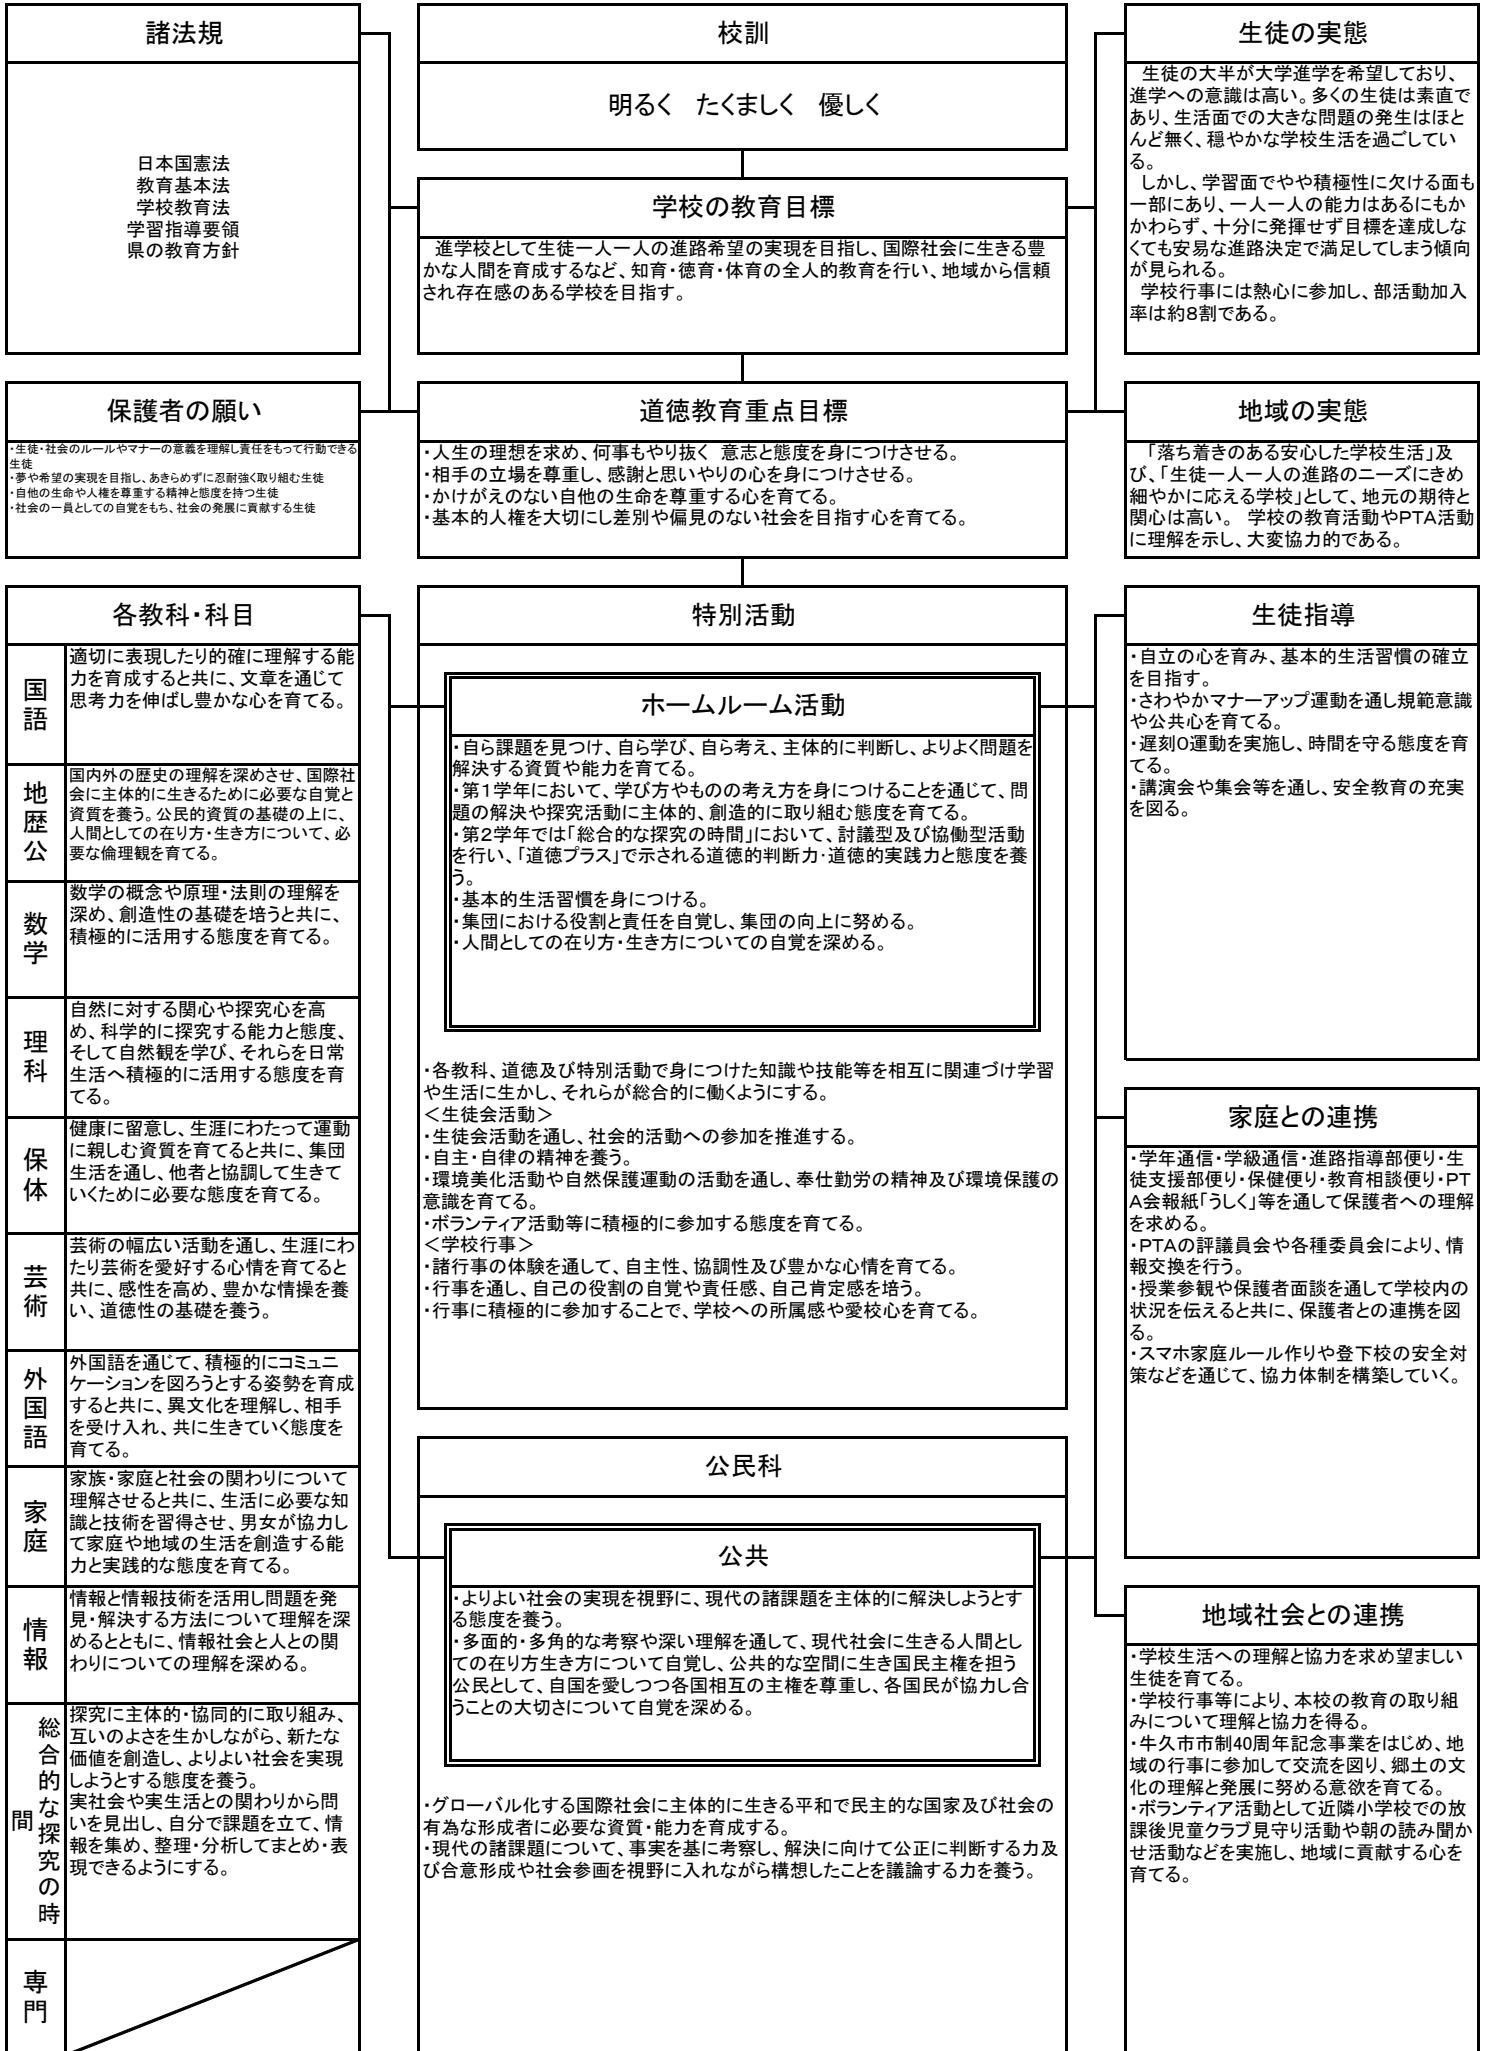 諸法規
日本国憲法
教育基本法
学校教育法
学習指導要領
県の教育方針
校訓
明るく　たくましく　優しく
学校の教育目標
進学校として生徒一人一人の進路希望の実現を目指し、国際社会に生きる豊
かな人間を育成するなど、知育・徳育・体育の全人的教育を行い、地域から信頼
され存在感のある学校を目指す。
生徒の実態
生徒の大半が大学進学を希望しており、
進学への意識は高い。多くの生徒は素直で
あり、生活面での大きな問題の発生はほと
んど無く、穏やかな学校生活を過ごしてい
る。
しかし、学習面でやや積極性に欠ける面も
一部にあり、一人一人の能力はあるにもか
かわらず、十分に発揮せず目標を達成しな
くても安易な進路決定で満足してしまう傾向
が見られる。
学校行事には熱心に参加し、部活動加入
率は約8割である。
保護者の願い
・生徒・社会のルールやマナーの意義を理解し責任をもって行動できる
生徒
・夢や希望の実現を目指し、あきらめずに忍耐強く取り組む生徒
・自他の生命や人権を尊重する精神と態度を持つ生徒
・社会の一員としての自覚をもち、社会の発展に貢献する生徒
道徳教育重点目標
・人生の理想を求め、何事もやり抜く 意志と態度を身につけさせる。
・相手の立場を尊重し、感謝と思いやりの心を身につけさせる。
・かけがえのない自他の生命を尊重する心を育てる。
・基本的人権を大切にし差別や偏見のない社会を目指す心を育てる。
地域の実態
「落ち着きのある安心した学校生活」及
び、「生徒一人一人の進路のニーズにきめ
細やかに応える学校」として、地元の期待と
関心は高い。 学校の教育活動やPTA活動
に理解を示し、大変協力的である。
各教科・科目
国語
適切に表現したり的確に理解する能
力を育成すると共に、文章を通じて
思考力を伸ばし豊かな心を育てる。
地歴公
国内外の歴史の理解を深めさせ、国際社
会に主体的に生きるために必要な自覚と
資質を養う。公民的資質の基礎の上に、
人間としての在り方・生き方について、必
要な倫理観を育てる。
数学
数学の概念や原理・法則の理解を
深め、創造性の基礎を培うと共に、
積極的に活用する態度を育てる。
理科
自然に対する関心や探究心を高
め、科学的に探究する能力と態度、
そして自然観を学び、それらを日常
生活へ積極的に活用する態度を育
てる。
保体
健康に留意し、生涯にわたって運動
に親しむ資質を育てると共に、集団
生活を通し、他者と協調して生きて
いくために必要な態度を育てる。
芸術
芸術の幅広い活動を通し、生涯にわ
たり芸術を愛好する心情を育てると
共に、感性を高め、豊かな情操を養
い、道徳性の基礎を養う。
外国語
外国語を通じて、積極的にコミュニ
ケーションを図ろうとする姿勢を育成
すると共に、異文化を理解し、相手
を受け入れ、共に生きていく態度を
育てる。
家庭
家族・家庭と社会の関わりについて
理解させると共に、生活に必要な知
識と技術を習得させ、男女が協力し
て家庭や地域の生活を創造する能
力と実践的な態度を育てる。
情報
情報と情報技術を活用し問題を発
見・解決する方法について理解を深
めるとともに、情報社会と人との関
わりについての理解を深める。
総合的な探究の時
間
探究に主体的・協同的に取り組み、
互いのよさを生かしながら、新たな
価値を創造し、よりよい社会を実現
しようとする態度を養う。
実社会や実生活との関わりから問
いを見出し、自分で課題を立て、情
報を集め、整理・分析してまとめ・表
現できるようにする。
専門
特別活動
ホームルーム活動
・自ら課題を見つけ、自ら学び、自ら考え、主体的に判断し、よりよく問題を
解決する資質や能力を育てる。
・第1学年において、学び方やものの考え方を身につけることを通じて、問
題の解決や探究活動に主体的、創造的に取り組む態度を育てる。
・第2学年では「総合的な探究の時間」において、討議型及び協働型活動
を行い、「道徳プラス」で示される道徳的判断力・道徳的実践力と態度を養
う。
・基本的生活習慣を身につける。
・集団における役割と責任を自覚し、集団の向上に努める。
・人間としての在り方・生き方についての自覚を深める。
・各教科、道徳及び特別活動で身につけた知識や技能等を相互に関連づけ学習
や生活に生かし、それらが総合的に働くようにする。
＜生徒会活動＞
・生徒会活動を通し、社会的活動への参加を推進する。
・自主・自律の精神を養う。
・環境美化活動や自然保護運動の活動を通し、奉仕勤労の精神及び環境保護の
意識を育てる。
・ボランティア活動等に積極的に参加する態度を育てる。
＜学校行事＞
・諸行事の体験を通して、自主性、協調性及び豊かな心情を育てる。
・行事を通し、自己の役割の自覚や責任感、自己肯定感を培う。
・行事に積極的に参加することで、学校への所属感や愛校心を育てる。
公民科
公共
・よりよい社会の実現を視野に、現代の諸課題を主体的に解決しようとす
る態度を養う。
・多面的・多角的な考察や深い理解を通して、現代社会に生きる人間とし
ての在り方生き方について自覚し、公共的な空間に生き国民主権を担う
公民として、自国を愛しつつ各国相互の主権を尊重し、各国民が協力し合
うことの大切さについて自覚を深める。
・グローバル化する国際社会に主体的に生きる平和で民主的な国家及び社会の
有為な形成者に必要な資質・能力を育成する。
・現代の諸課題について、事実を基に考察し、解決に向けて公正に判断する力及
び合意形成や社会参画を視野に入れながら構想したことを議論する力を養う。
生徒指導
・自立の心を育み、基本的生活習慣の確立
を目指す。
・さわやかマナーアップ運動を通し規範意識
や公共心を育てる。
・遅刻0運動を実施し、時間を守る態度を育
てる。
・講演会や集会等を通し、安全教育の充実
を図る。
家庭との連携
・学年通信・学級通信・進路指導部便り・生
徒支援部便り・保健便り・教育相談便り・PT
A会報紙「うしく」等を通して保護者への理解
を求める。
・PTAの評議員会や各種委員会により、情
報交換を行う。
・授業参観や保護者面談を通して学校内の
状況を伝えると共に、保護者との連携を図
る。
・スマホ家庭ルール作りや登下校の安全対
策などを通じて、協力体制を構築していく。
地域社会との連携
・学校生活への理解と協力を求め望ましい
生徒を育てる。
・学校行事等により、本校の教育の取り組
みについて理解と協力を得る。
・牛久市市制40周年記念事業をはじめ、地
域の行事に参加して交流を図り、郷土の文
化の理解と発展に努める意欲を育てる。
・ボランティア活動として近隣小学校での放
課後児童クラブ見守り活動や朝の読み聞か
せ活動などを実施し、地域に貢献する心を
育てる。